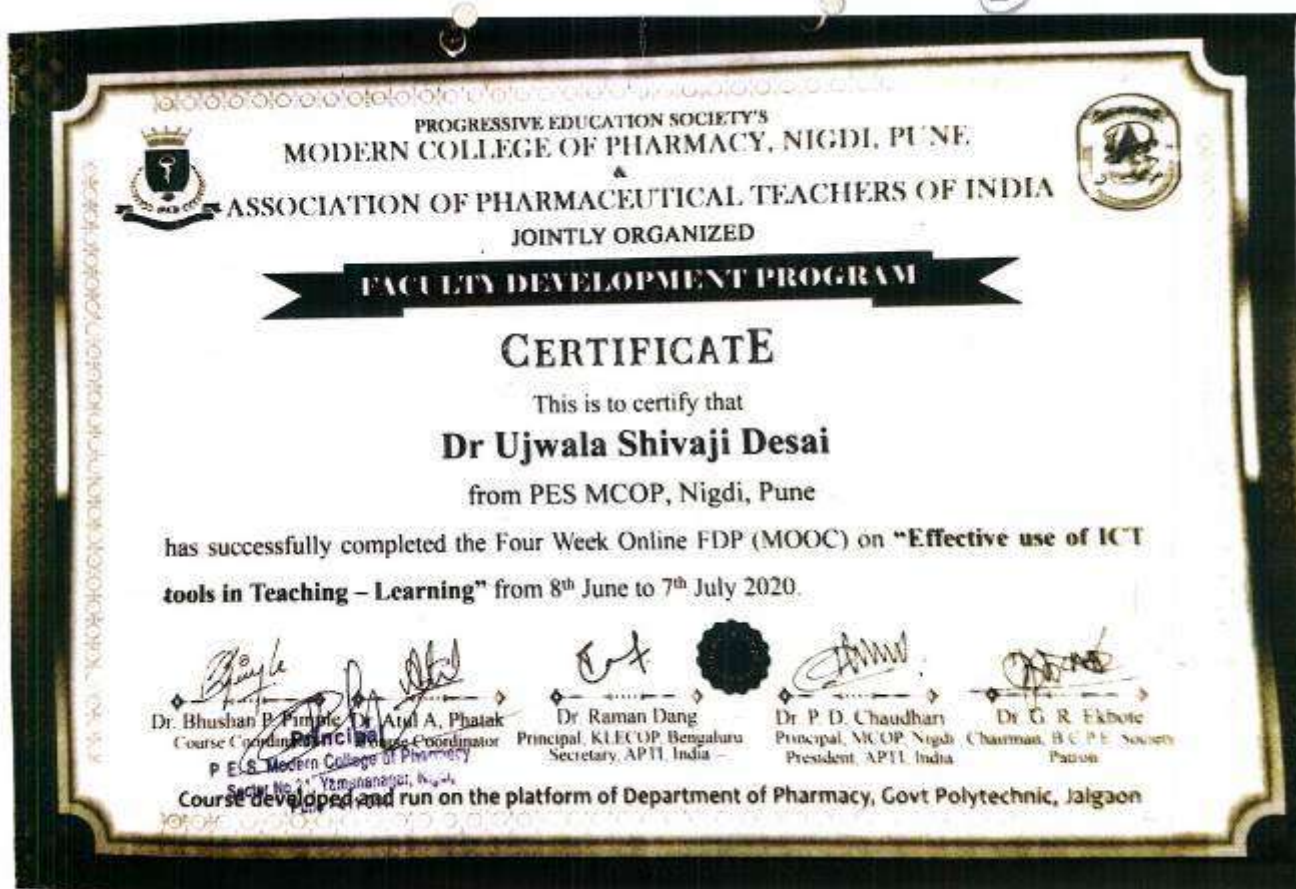 PROGRESSIVE EDUCATION SOCIETY'S
MODERN COLLEGE OF PHARMACY, NIGDI, PUNE
&
ASSOCIATION OF PHARMACEUTICAL TEACHERS OF INDIA
JOINTLY ORGANIZED
FACULTY DEVELOPMENT PROGRAM
CERTIFICATE
This is to certify that
Dr Ujwala Shivaji Desai
from PES MCOP, Nigdi, Pune
has successfully completed the Four Week Online FDP (MOOC) on “Effective use of ICT
tools in Teaching – Learning” from 8th June to 7th July 2020.
Dr. Bhushan P. Pimple Dr. Atul A. Phatak Dr. Raman Dang Dr. P. D. Chaudhari Dr. G. R. Ekbote
Course Coordinator Course Coordinator Principal, KLECOP, Bengaluru Principal, MCOP, Nigdi Chairman, Society
Secretary, APTI, India President, APTI, India Patron
Principal
P.E.S. Modern College of Pharmacy
Yamunanagar,
Course developed and run on the platform of Department of Pharmacy, Govt Polytechnic, Jalgaon